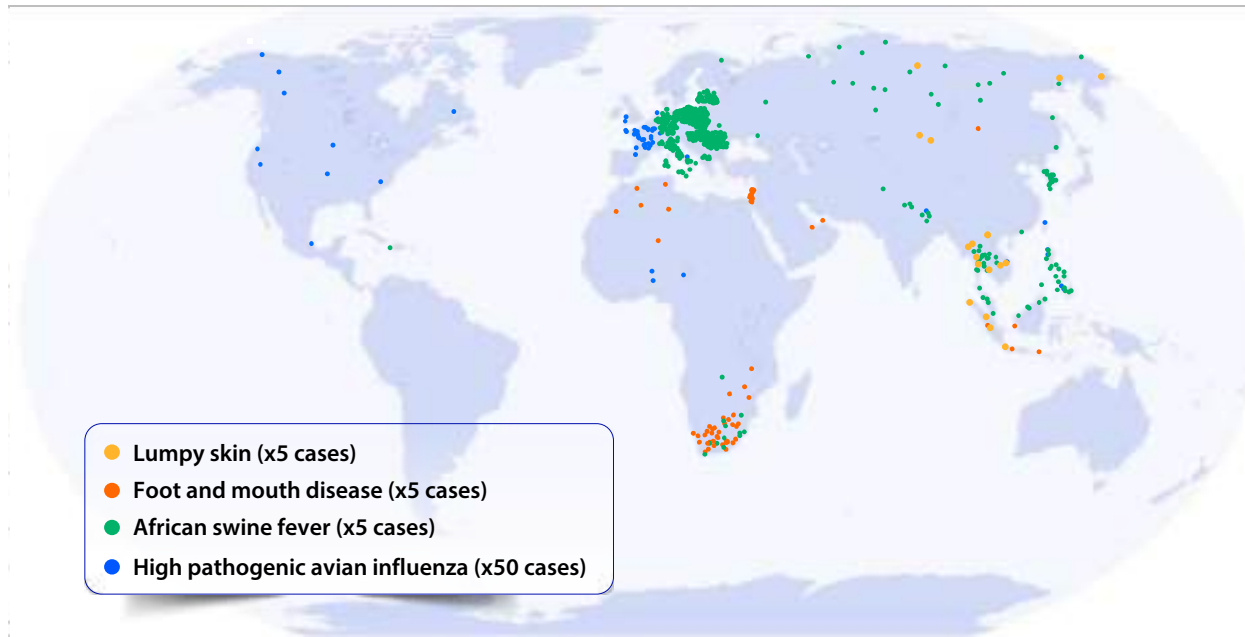 Lumpy skin (x5 cases)
Foot and mouth disease (x5 cases)
African swine fever (x5 cases)
High pathogenic avian influenza (x50 cases)